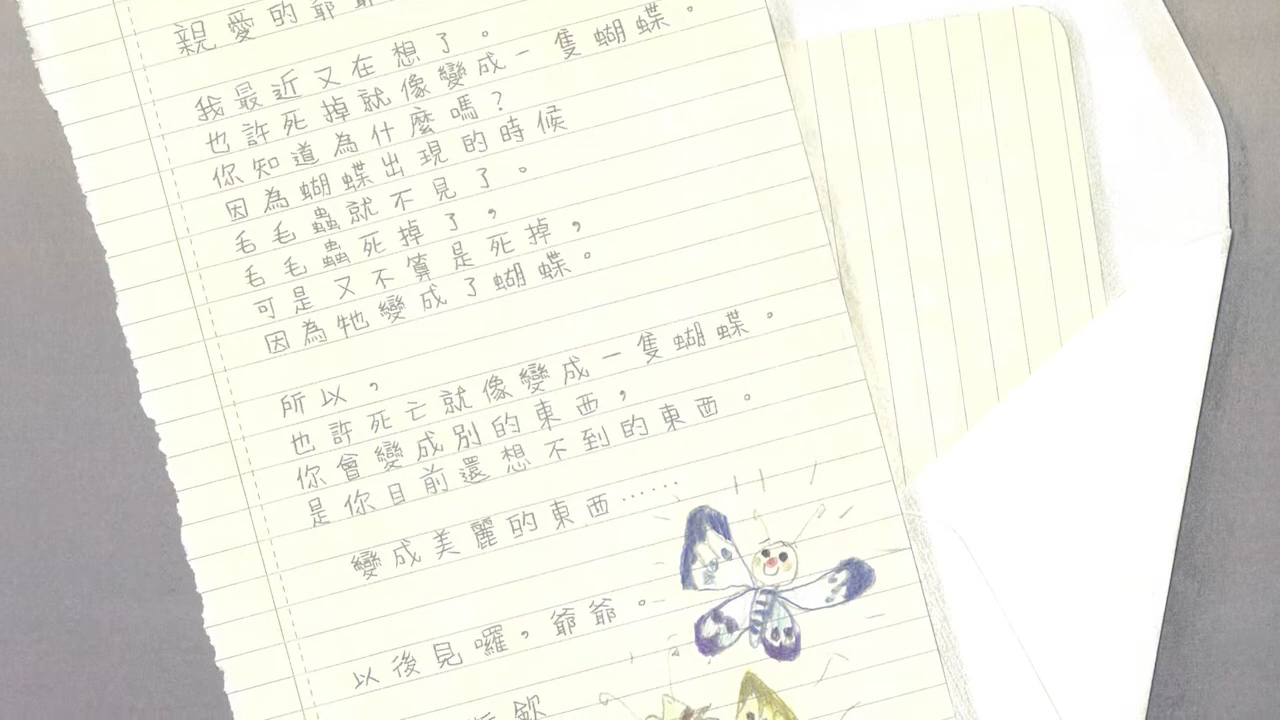 親愛的爺爺
我最近又在想了。
也許死掉就像變成一隻蝴蝶。
你知道為什麼嗎？
因為蝴蝶出現的時候
毛毛蟲就不見了。
毛毛蟲死掉了，
可是又不算是死掉，
因為牠變成了蝴蝶。
所以，
也許死亡就像變成一隻蝴蝶。
你會變成別的東西，
是你目前還想不到的東西。
變成美麗的東西……
以後見囉，爺爺。
欽